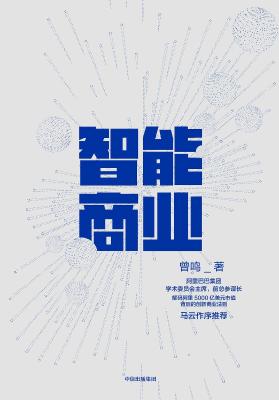 智能
商业
曾鸣_著
阿里巴巴集团
学术委员会主席、前总参谋长
解码阿里 5000 亿美元市值
背后的创新商业法则
马云作序推荐
中信出版集团